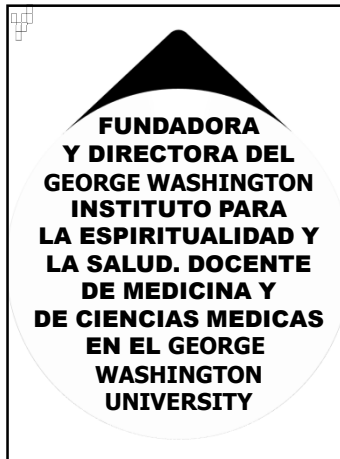 FUNDADORA
Y DIRECTORA DEL
GEORGE WASHINGTON
INSTITUTO PARA
LA ESPIRITUALIDAD Y
LA SALUD. DOCENTE
DE MEDICINA Y
DE CIENCIAS MEDICAS
EN EL GEORGE
WASHINGTON
UNIVERSITY